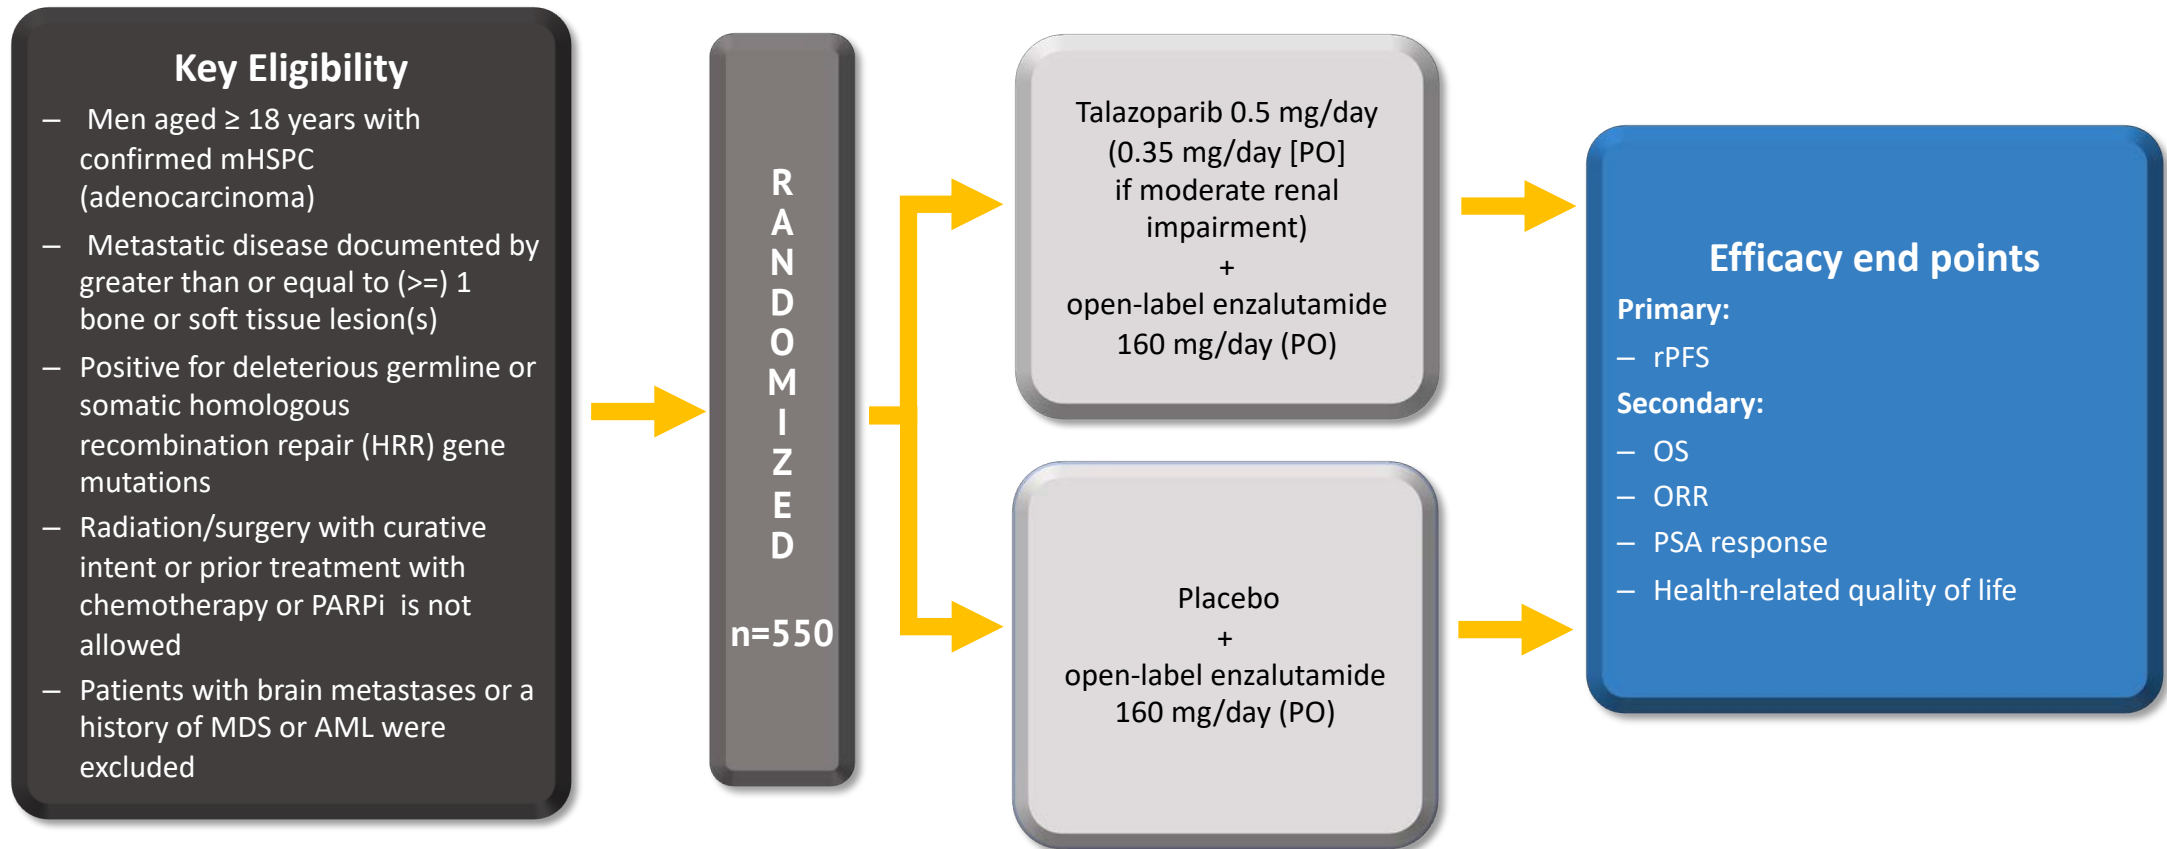 Key Eligibility
– Men aged ≥ 18 years with
confirmed mHSPC
(adenocarcinoma)
– Metastatic disease documented by
greater than or equal to (>=) 1
bone or soft tissue lesion(s)
– Positive for deleterious germline or
somatic homologous
recombination repair (HRR) gene
mutations
– Radiation/surgery with curative
intent or prior treatment with
chemotherapy or PARPi is not
allowed
– Patients with brain metastases or a
history of MDS or AML were
excluded
R
A
N
D
O
M
I
Z
E
D
n=550
Talazoparib 0.5 mg/day
(0.35 mg/day [PO]
if moderate renal
impairment)
+
open-label enzalutamide
160 mg/day (PO)
Placebo
+
open-label enzalutamide
160 mg/day (PO)
Efficacy end points
Primary:
– rPFS
Secondary:
– OS
– ORR
– PSA response
– Health-related quality of life